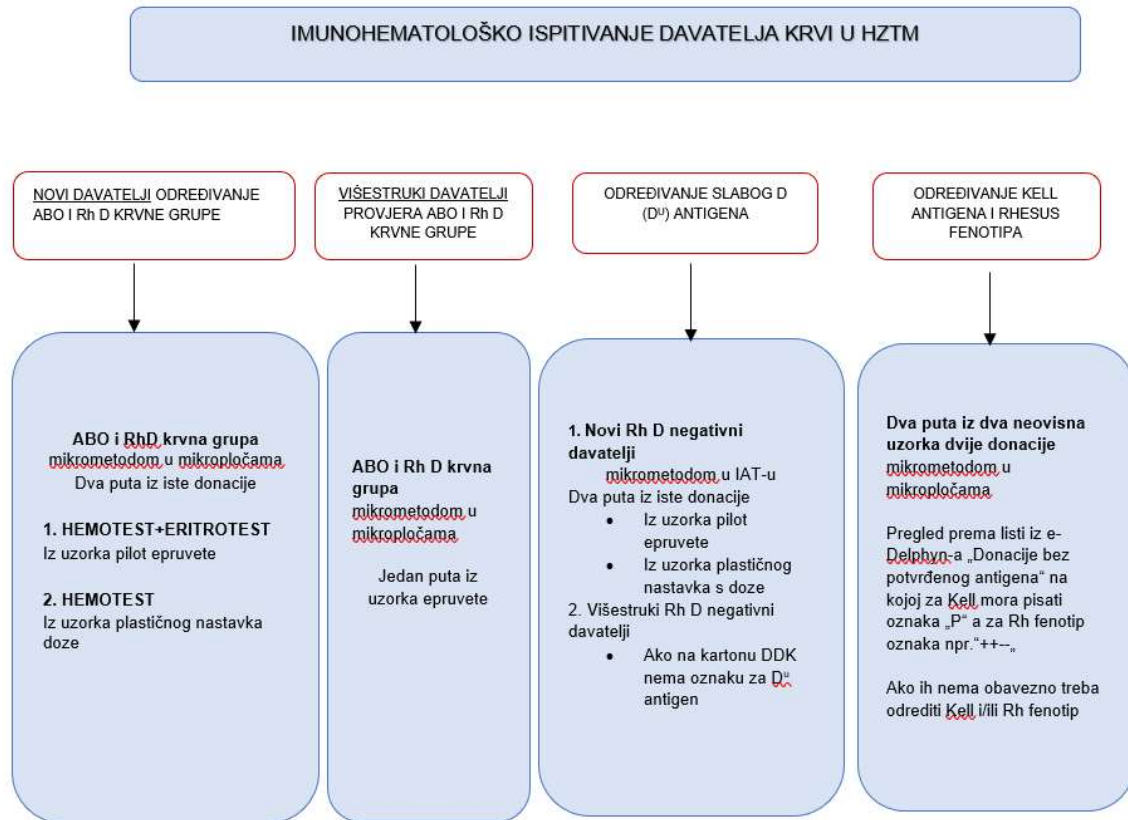 IMUNOHEMATOLOŠKO ISPITIVANJE DAVATELJA KRVI U HZTM
NOVI DAVATELJI ODREĐIVANJE
ABO I Rh D KRVNE GRUPE
VIŠESTRUKI DAVATELJI
PROVJERA ABO I Rh D
KRVNE GRUPE
ODREĐIVANJE SLABOG D
(Dᵁ) ANTIGENA
ODREĐIVANJE KELL
ANTIGENA I RHESUS
FENOTIPA
ABO i RhD krvna grupa
mikrometodom u mikropločama
Dva puta iz iste donacije
1. HEMOTEST+ERITROTEST
Iz uzorka pilot epruvete
2. HEMOTEST
Iz uzorka plastičnog nastavka
doze
ABO i Rh D krvna
grupa
mikrometodom u
mikropločama
Jedan puta iz
uzorka epruvete
1. Novi Rh D negativni
davatelji
mikrometodom u IAT-u
Dva puta iz iste donacije
• Iz uzorka pilot
epruvete
• Iz uzorka plastičnog
nastavka s doze
2. Višestruki Rh D negativni
davatelji
• Ako na kartonu DDK
nema oznaku za Dᵘ
antigen
Dva puta iz dva neovisna
uzorka dvije donacije
mikrometodom u
mikropločama
Pregled prema listi iz e-
Delphyn-a „Donacije bez
potvrđenog antigena“ na
kojoj za Kell mora pisati
oznaka „P“ a za Rh fenotip
oznaka npr.“++--„
Ako ih nema obavezno treba
odrediti Kell i/ili Rh fenotip